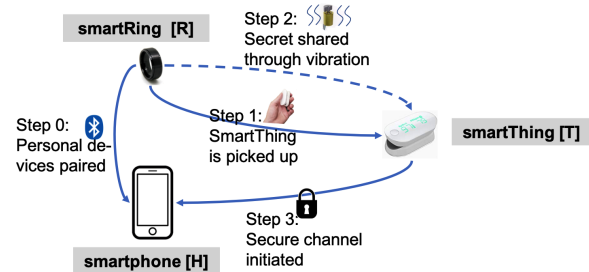 smartRing [R]
Step 2:
Secret shared
through vibration
Step 0:
Personal de-
vices paired
Step 1:
SmartThing
is picked up
smartThing [T]
Step 3:
Secure channel
initiated
smartphone [H]